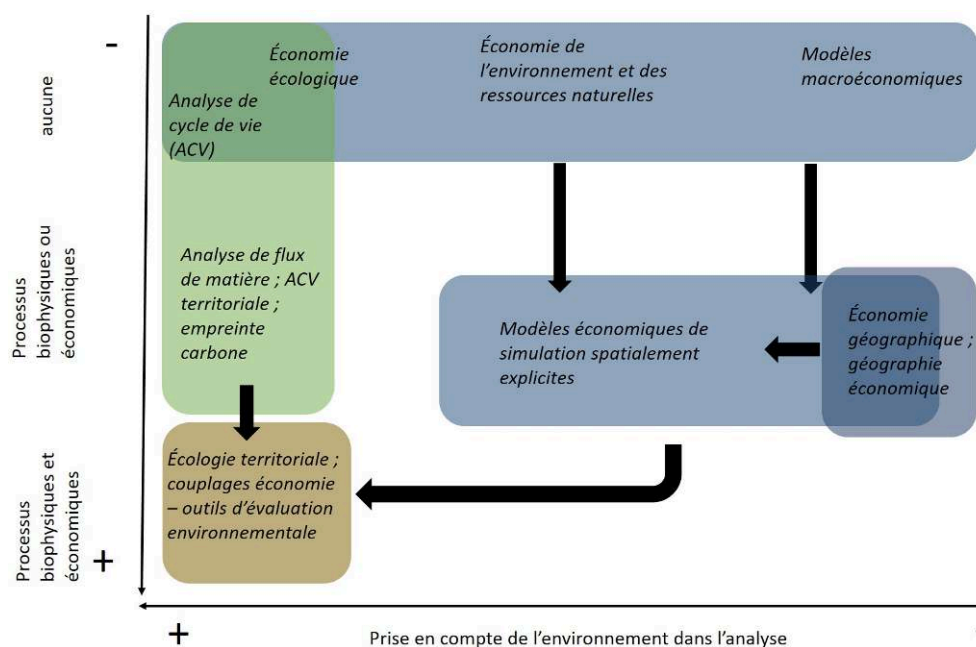 -
aucune
Économie
écologique
Économie de
l'environnement et des
ressources naturelles
Modèles
macroéconomiques
Analyse de
cycle de vie
(ACV)
Processus
biophysiques ou
économiques
Analyse de flux
de matière ; ACV
territoriale ;
empreinte
carbone
Modèles économiques de
simulation spatialement
explicites
Économie
géographique ;
géographie
économique
Processus
biophysiques et
économiques
+
Écologie territoriale ;
couplages économie
– outils d'évaluation
environnementale
+
Prise en compte de l'environnement dans l'analyse